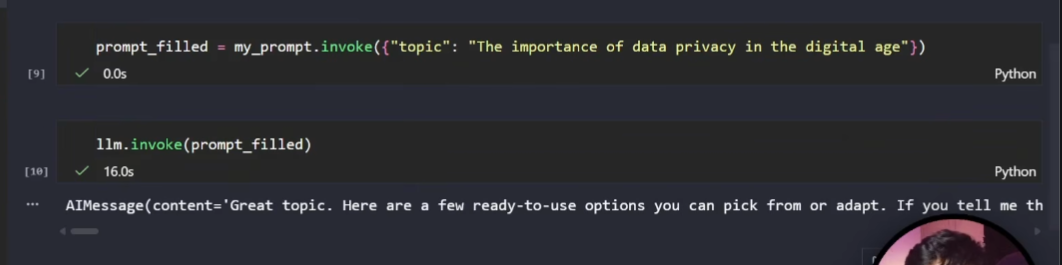 prompt_filled = my_prompt.invoke({"topic": "The importance of data privacy in the digital age"})
[9] 0.0s Python
llm.invoke(prompt_filled)
[10] 16.0s Python
... AIMessage(content='Great topic. Here are a few ready-to-use options you can pick from or adapt. If you tell me th